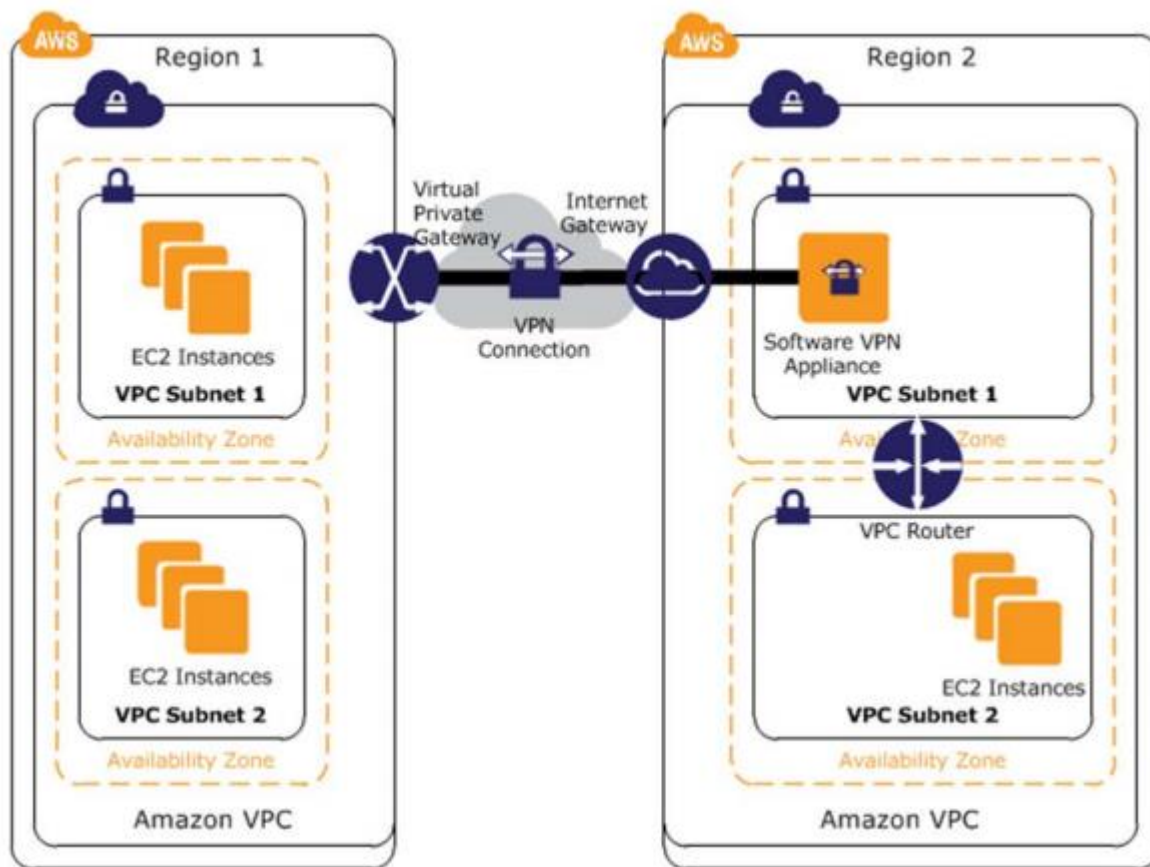 AWS
Region 1
Virtual
Private
Gateway
Internet
Gateway
VPN
Connection
EC2 Instances
VPC Subnet 1
Availability Zone
EC2 Instances
VPC Subnet 2
Availability Zone
Amazon VPC
AWS
Region 2
Software VPN
Appliance
VPC Subnet 1
Zone
VPC Router
EC2 Instances
VPC Subnet 2
Availability Zone
Amazon VPC